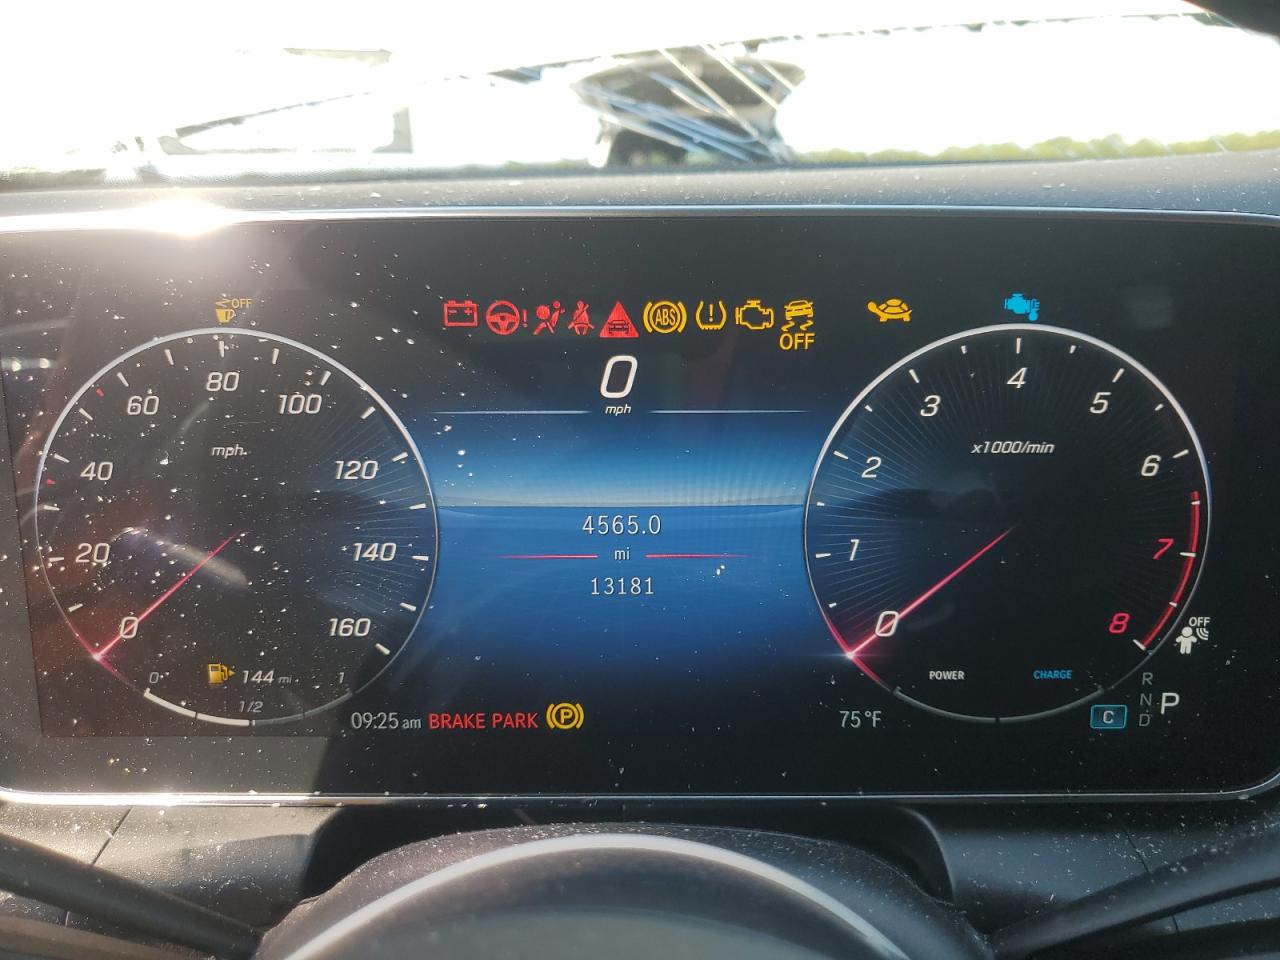 OFF
ABS
OFF
0
mph
80
60
100
mph
40
120
20
140
0
160
0
144 mi
1
1/2
4
3
5
x1000/min
2
6
1
7
0
8
4565.0
mi
13181
OFF
POWER
CHARGE
R
N
D
P
C
09:25 am BRAKE PARK P
75 °F